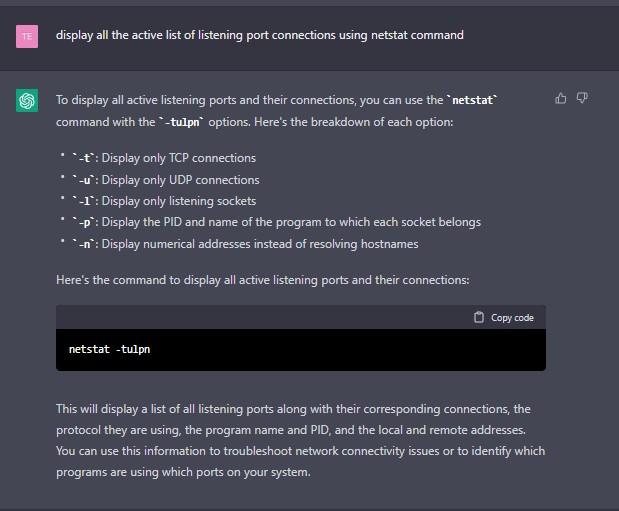 TE
display all the active list of listening port connections using netstat command
To display all active listening ports and their connections, you can use the `netstat`
command with the `-tulpn` options. Here's the breakdown of each option:
• `-t`: Display only TCP connections
• `-u`: Display only UDP connections
• `-l`: Display only listening sockets
• `-p`: Display the PID and name of the program to which each socket belongs
• `-n`: Display numerical addresses instead of resolving hostnames
Here's the command to display all active listening ports and their connections:
Copy code
netstat -tulpn
This will display a list of all listening ports along with their corresponding connections, the
protocol they are using, the program name and PID, and the local and remote addresses.
You can use this information to troubleshoot network connectivity issues or to identify which
programs are using which ports on your system.